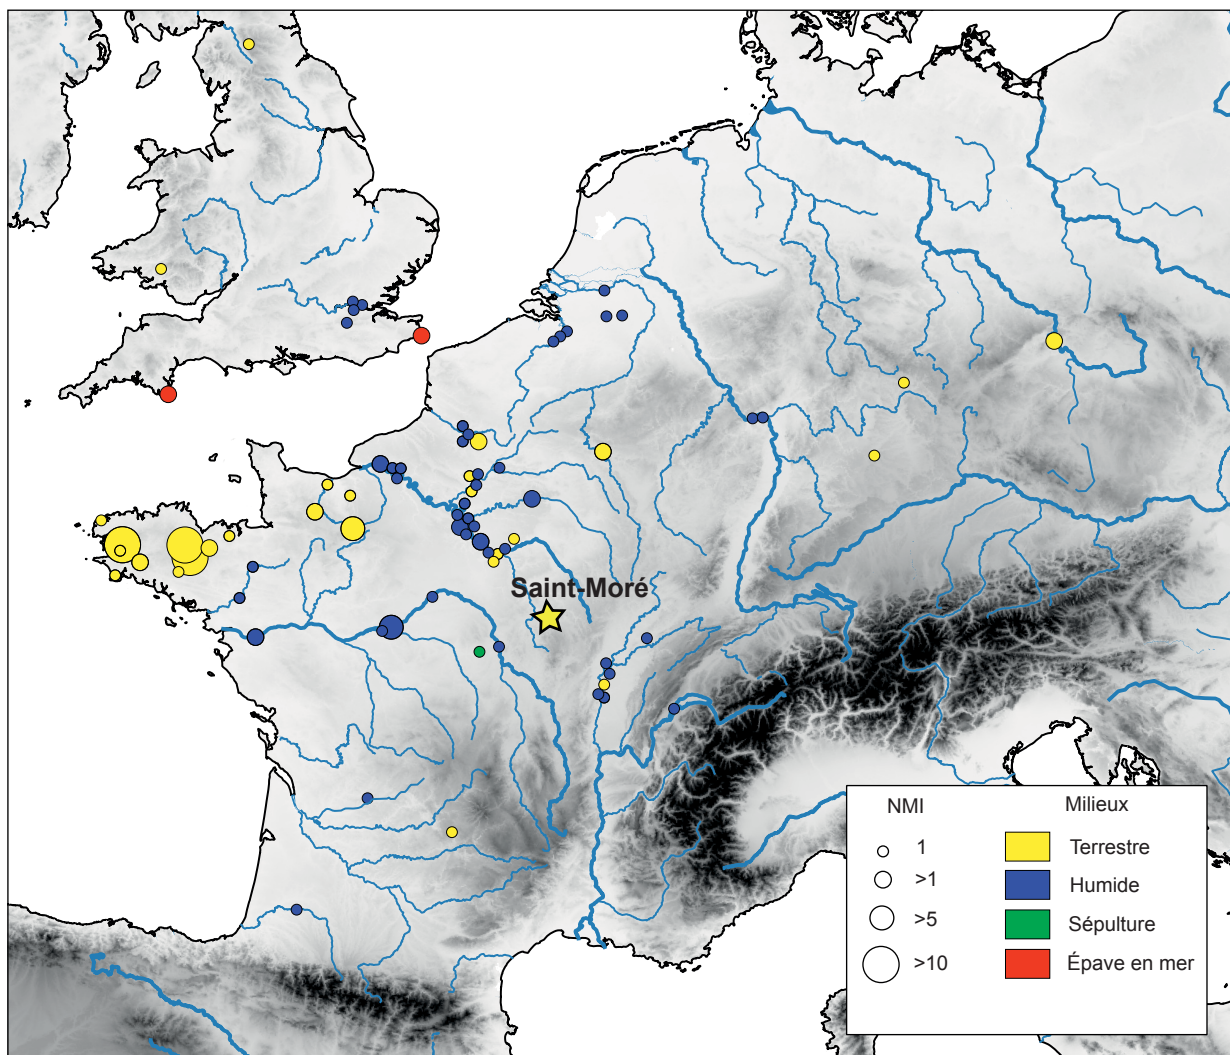 Saint-Moré
NMI
Milieux
1
Terrestre
>1
Humide
>5
Sépulture
>10
Épave en mer